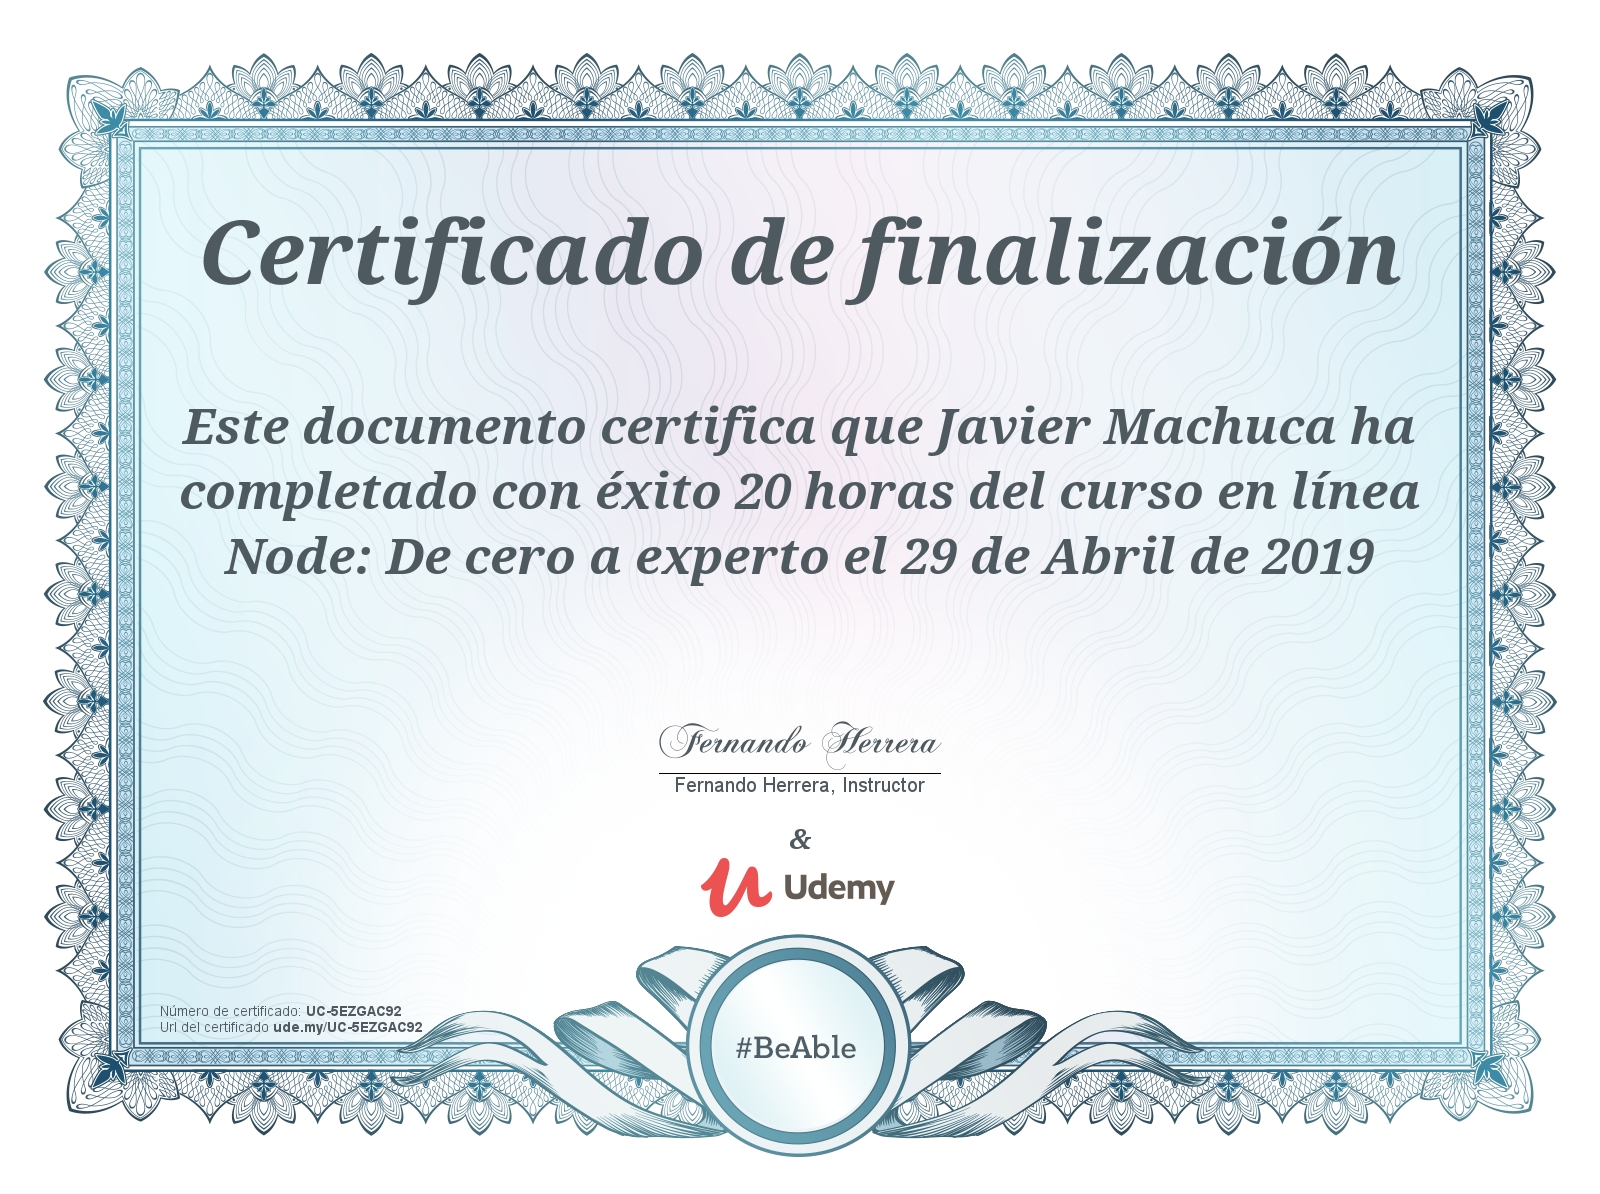 Certificado de finalización
Este documento certifica que Javier Machuca ha
completado con éxito 20 horas del curso en línea
Node: De cero a experto el 29 de Abril de 2019
Fernando Herrera
Fernando Herrera, Instructor
&
Udemy
Número de certificado: UC-5EZGAC92
Url del certificado ude.my/UC-5EZGAC92
#BeAble